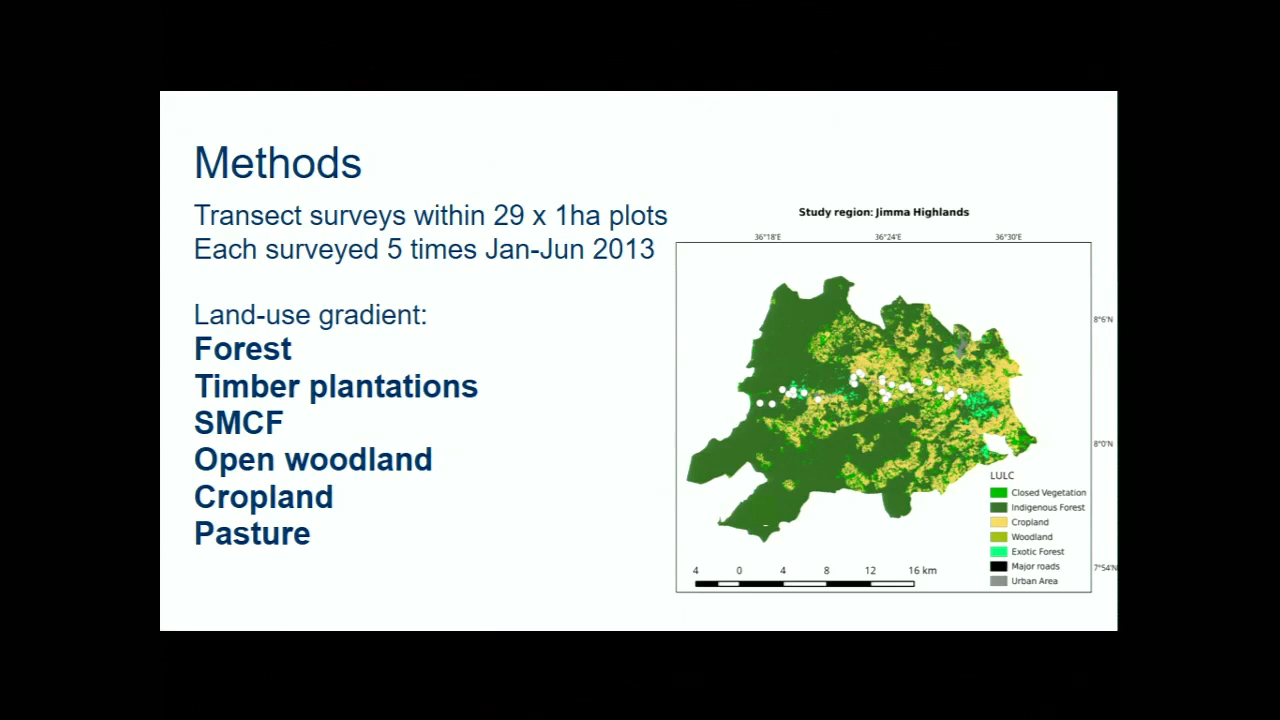 Methods
Transect surveys within 29 x 1ha plots
Each surveyed 5 times Jan-Jun 2013
Land-use gradient:
Forest
Timber plantations
SMCF
Open woodland
Cropland
Pasture
Study region: Jimma Highlands
36°18'E 36°24'E 36°30'E
8°6'N
8°0'N
7°54'N
LULC
Closed Vegetation
Indigenous Forest
Cropland
Woodland
Exotic Forest
Major roads
Urban Area
4 0 4 8 12 16 km